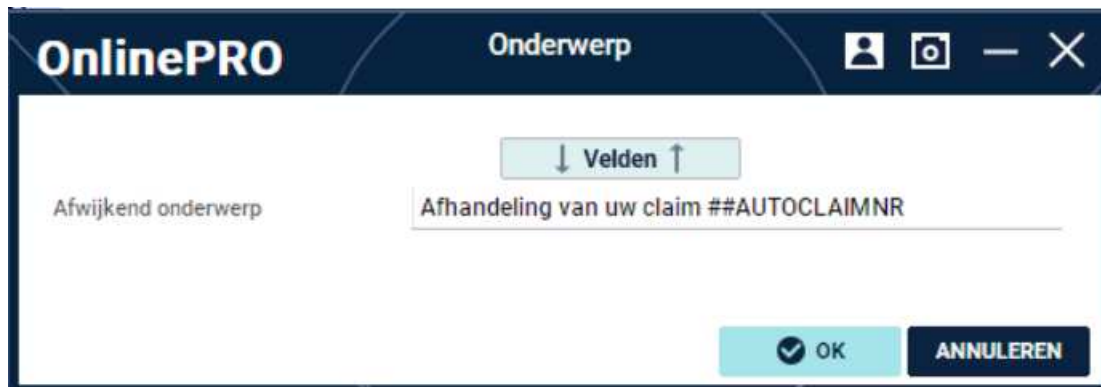 OnlinePRO
Onderwerp
↓ Velden ↑
Afwijkend onderwerp
Afhandeling van uw claim ##AUTOCLAIMNR
OK
ANNULEREN